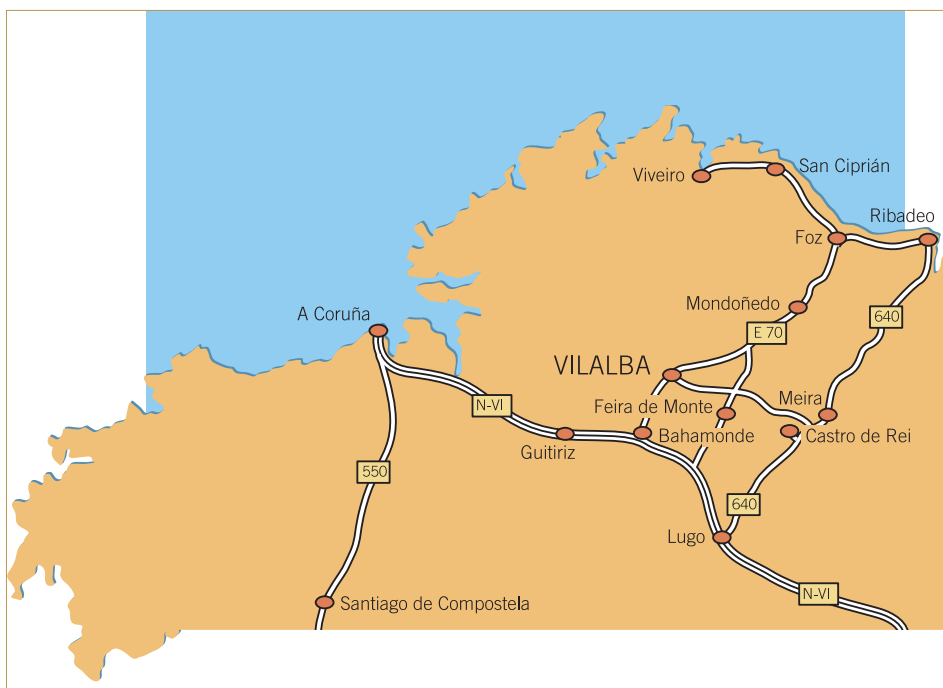 San Ciprián
Viveiro
Ribadeo
Foz
Mondoñedo
A Coruña
640
E 70
VILALBA
Meira
N-VI
Feira de Monte
Bahamonde
Castro de Rei
Guitiriz
550
640
Lugo
N-VI
Santiago de Compostela